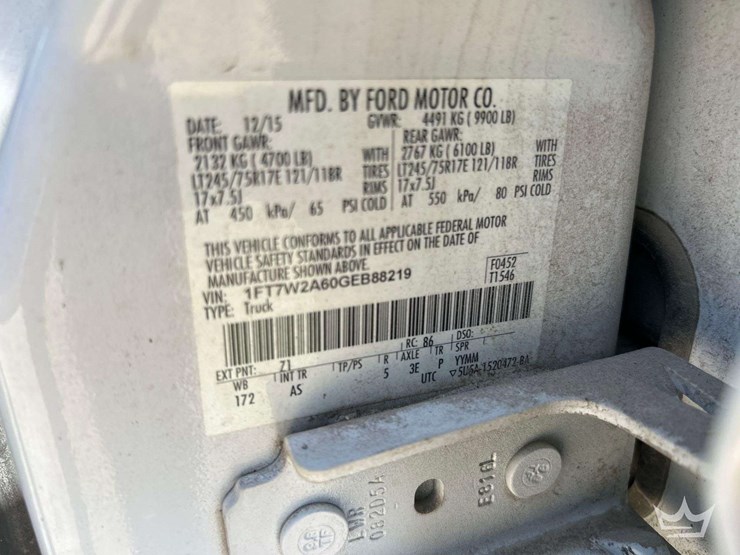 MFD. BY FORD MOTOR CO.
DATE: 12/15 GVWR: 4491 KG ( 9900 LB)
FRONT GAWR: REAR GAWR:
2132 KG ( 4700 LB) WITH 2767 KG ( 6100 LB) WITH
LT245/75R17E 121/118R TIRES LT245/75R17E 121/118R TIRES
17x7.5J RIMS 17x7.5J RIMS
AT 450 kPa/ 65 PSI COLD AT 550 kPa/ 80 PSI COLD
THIS VEHICLE CONFORMS TO ALL APPLICABLE FEDERAL MOTOR
VEHICLE SAFETY STANDARDS IN EFFECT ON THE DATE OF
MANUFACTURE SHOWN ABOVE.
VIN: 1FT7W2A60GEB88219 F0452
TYPE: Truck T1546
EXT PNT: Z1 RC: 86 DSO:
WB INT TR TP/PS R AXLE TR SPR
172 AS 5 3E P YYMM
UTC
LMR
08205A
E816L